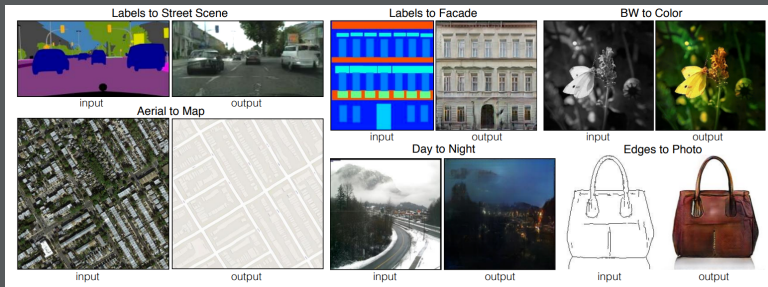 Labels to Street Scene
input
output
Aerial to Map
input
output
Labels to Facade
input
output
BW to Color
input
output
Day to Night
input
output
Edges to Photo
input
output